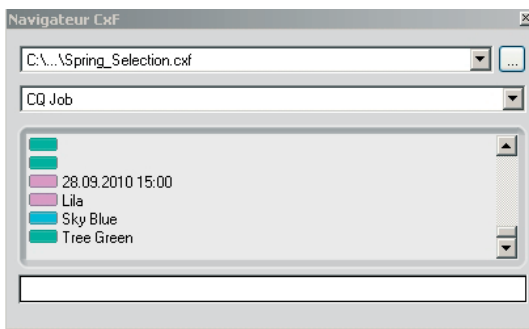 Navigateur CxF
C:\...\Spring_Selection.cxf
...
CQ Job
28.09.2010 15:00
Lila
Sky Blue
Tree Green